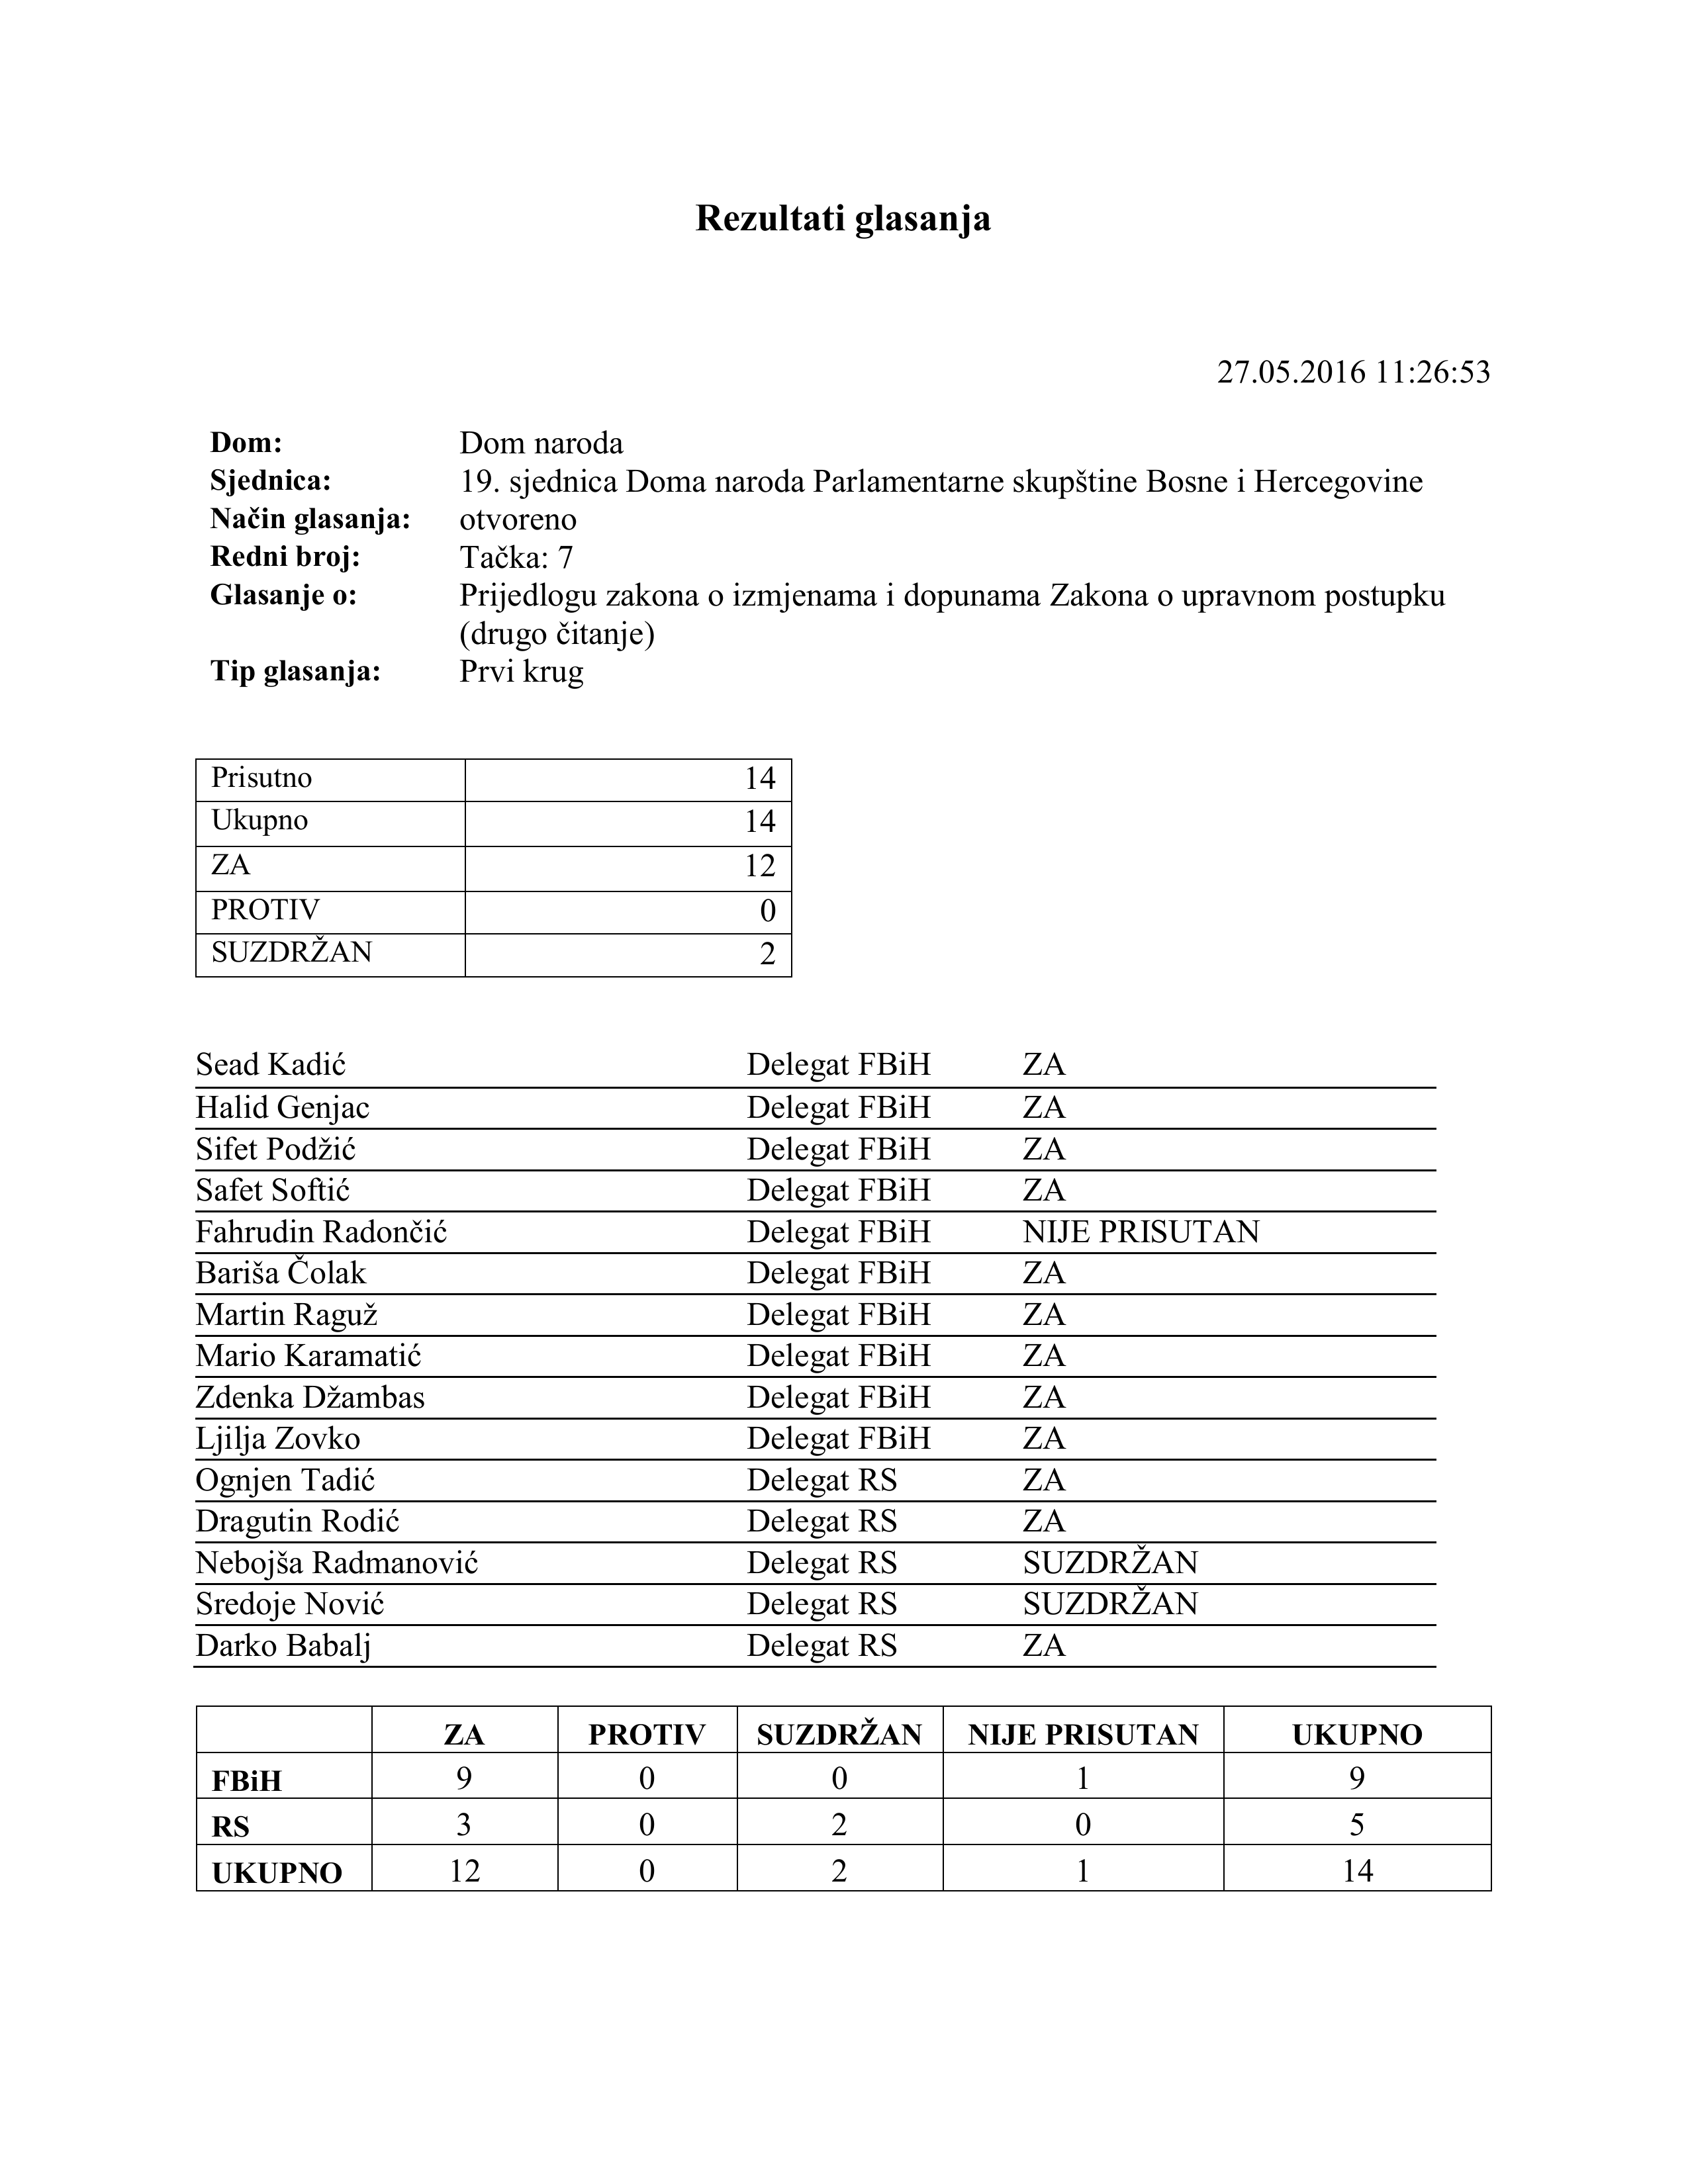 Rezultati glasanja
27.05.2016 11:26:53
Dom: Dom naroda
Sjednica: 19. sjednica Doma naroda Parlamentarne skupštine Bosne i Hercegovine
Način glasanja: otvoreno
Redni broj: Tačka: 7
Glasanje o: Prijedlogu zakona o izmjenama i dopunama Zakona o upravnom postupku
(drugo čitanje)
Tip glasanja: Prvi krug
Prisutno 14
Ukupno 14
ZA 12
PROTIV 0
SUZDRŽAN 2
Sead Kadić Delegat FBiH ZA
Halid Genjac Delegat FBiH ZA
Sifet Podžić Delegat FBiH ZA
Safet Softić Delegat FBiH ZA
Fahrudin Radončić Delegat FBiH NIJE PRISUTAN
Bariša Čolak Delegat FBiH ZA
Martin Raguž Delegat FBiH ZA
Mario Karamatić Delegat FBiH ZA
Zdenka Džambas Delegat FBiH ZA
Ljilja Zovko Delegat FBiH ZA
Ognjen Tadić Delegat RS ZA
Dragutin Rodić Delegat RS ZA
Nebojša Radmanović Delegat RS SUZDRŽAN
Sredoje Nović Delegat RS SUZDRŽAN
Darko Babalj Delegat RS ZA
ZA PROTIV SUZDRŽAN NIJE PRISUTAN UKUPNO
FBiH 9 0 0 1 9
RS 3 0 2 0 5
UKUPNO 12 0 2 1 14